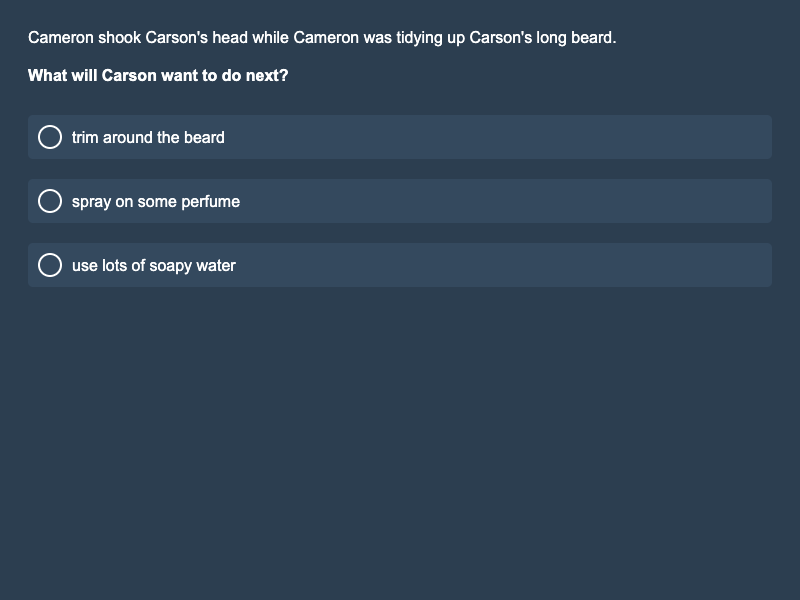 Cameron shook Carson's head while Cameron was tidying up Carson's long beard.
What will Carson want to do next?
trim around the beard
spray on some perfume
use lots of soapy water